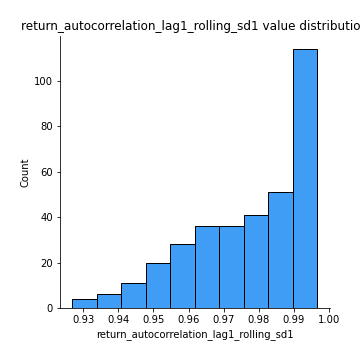 return_autocorrelation_lag1_rolling_sd1 value distributio
100
80
60
40
20
0
Count
0.93 0.94 0.95 0.96 0.97 0.98 0.99 1.00
return_autocorrelation_lag1_rolling_sd1